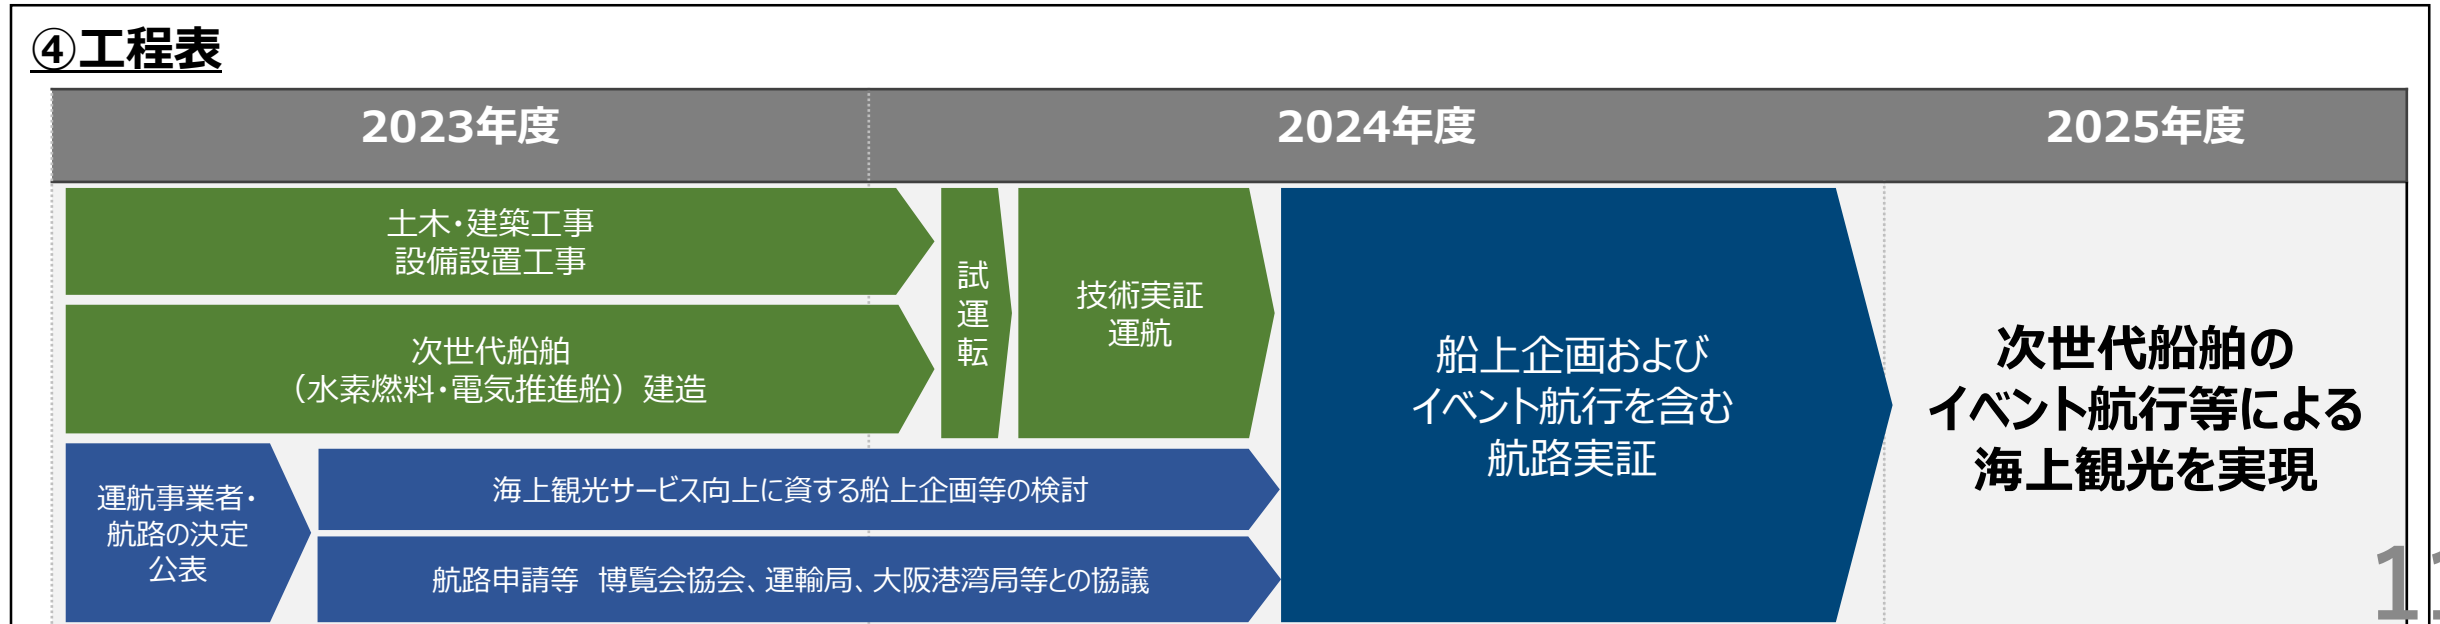 ④工程表
2023年度
2024年度
2025年度
土木・建築工事
設備設置工事
次世代船舶
（水素燃料・電気推進船）建造
試運転
技術実証
運航
運航事業者・
航路の決定
公表
海上観光サービス向上に資する船上企画等の検討
航路申請等　博覧会協会、運輸局、大阪港湾局等との協議
船上企画および
イベント航行を含む
航路実証
次世代船舶の
イベント航行等による
海上観光を実現
11